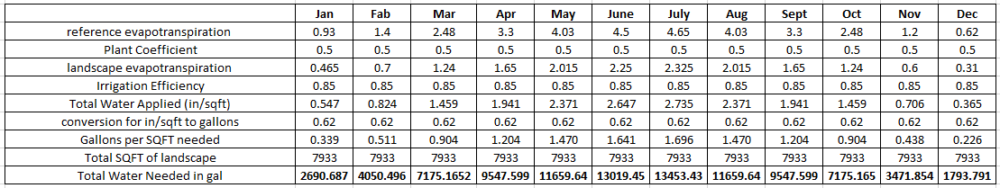 Jan Fab Mar Apr May June July Aug Sept Oct Nov Dec
reference evapotranspiration 0.93 1.4 2.48 3.3 4.03 4.5 4.65 4.03 3.3 2.48 1.2 0.62
Plant Coefficient 0.5 0.5 0.5 0.5 0.5 0.5 0.5 0.5 0.5 0.5 0.5 0.5
landscape evapotranspiration 0.465 0.7 1.24 1.65 2.015 2.25 2.325 2.015 1.65 1.24 0.6 0.31
Irrigation Efficiency 0.85 0.85 0.85 0.85 0.85 0.85 0.85 0.85 0.85 0.85 0.85 0.85
Total Water Applied (in/sqft) 0.547 0.824 1.459 1.941 2.371 2.647 2.735 2.371 1.941 1.459 0.706 0.365
conversion for in/sqft to gallons 0.62 0.62 0.62 0.62 0.62 0.62 0.62 0.62 0.62 0.62 0.62 0.62
Gallons per SQFT needed 0.339 0.511 0.904 1.204 1.470 1.641 1.696 1.470 1.204 0.904 0.438 0.226
Total SQFT of landscape 7933 7933 7933 7933 7933 7933 7933 7933 7933 7933 7933 7933
Total Water Needed in gal 2690.687 4050.496 7175.1652 9547.599 11659.64 13019.45 13453.43 11659.64 9547.599 7175.165 3471.854 1793.791